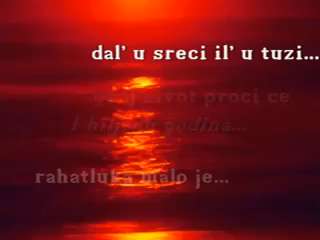 dal' u sreci il' u tuzi...
zivot proci ce
I hiljadu godina...
rahatluka malo je...